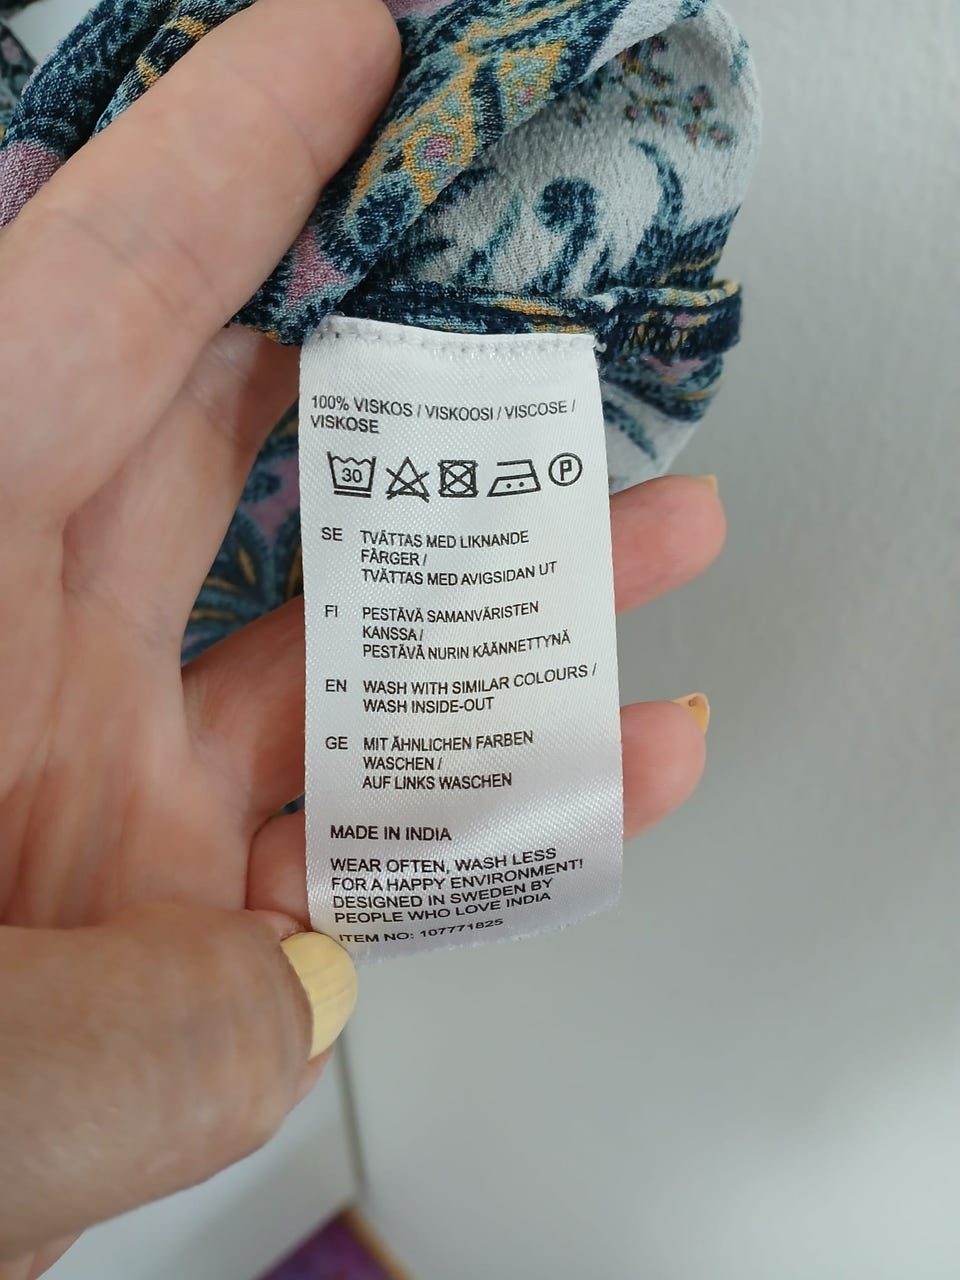 100% VISKOS / VISKOOSI / VISCOSE /
VISKOSE
30 P
SE TVÄTTAS MED LIKNANDE
FÄRGER /
TVÄTTAS MED AVIGSIDAN UT
FI PESTÄVÄ SAMANVÄRISTEN
KANSSA /
PESTÄVÄ NURIN KÄÄNNETTYNÄ
EN WASH WITH SIMILAR COLOURS /
WASH INSIDE-OUT
GE MIT ÄHNLICHEN FARBEN
WASCHEN /
AUF LINKS WASCHEN
MADE IN INDIA
WEAR OFTEN, WASH LESS
FOR A HAPPY ENVIRONMENT!
DESIGNED IN SWEDEN BY
PEOPLE WHO LOVE INDIA
ITEM NO: 107771825